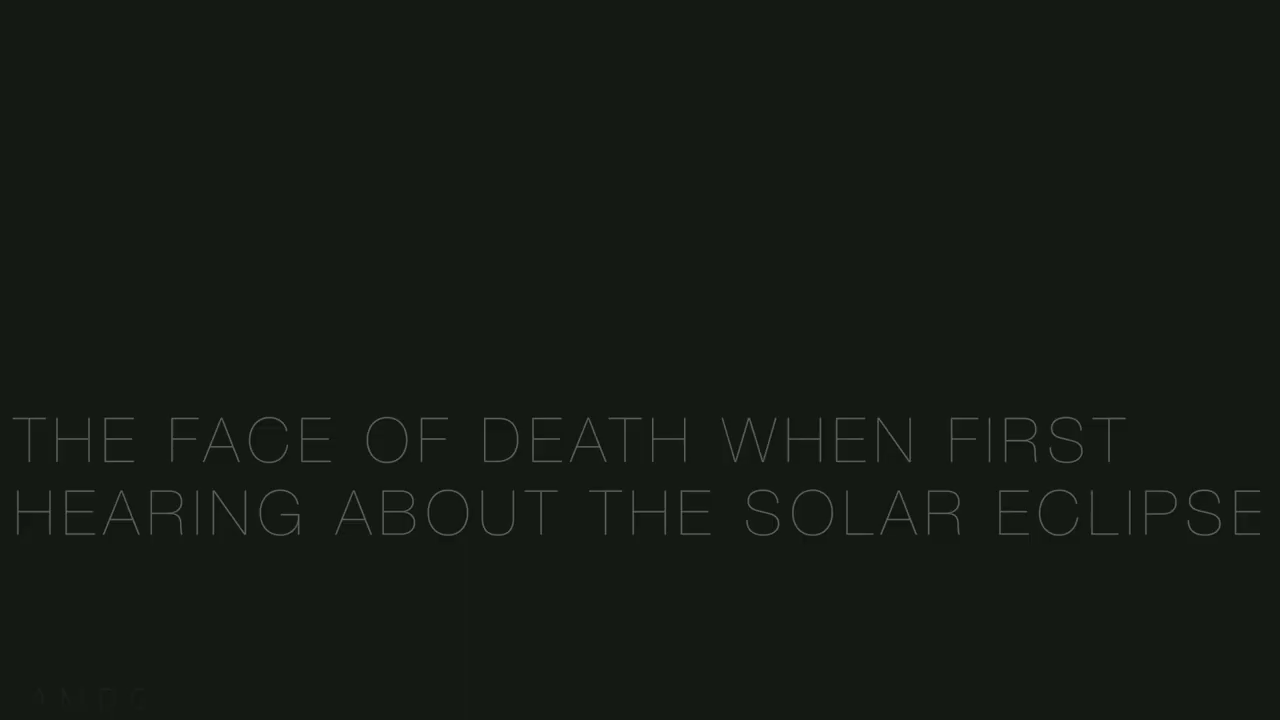 THE FACE OF DEATH WHEN FIRST
HEARING ABOUT THE SOLAR ECLIPSE